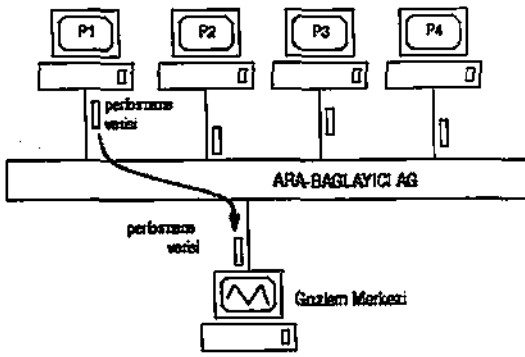 P1
P2
P3
P4
performans
verisi
ARA-BAGLAYICI AG
performans
verisi
Gozlem Merkezi